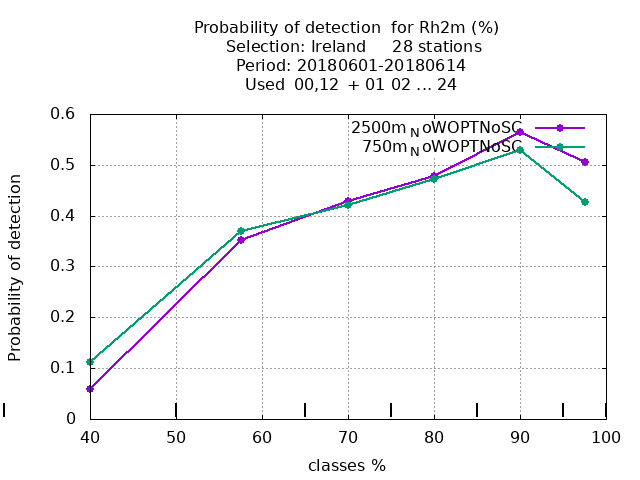 Probability of detection  for Rh2m (%)
Selection: Ireland     28 stations
Period: 20180601-20180614
Used  00,12  + 01 02 ... 24
2500m_NoWOPTNoSC
750m_NoWOPTNoSC
Probability of detection
0.6
0.5
0.4
0.3
0.2
0.1
0
40 50 60 70 80 90 100
classes %